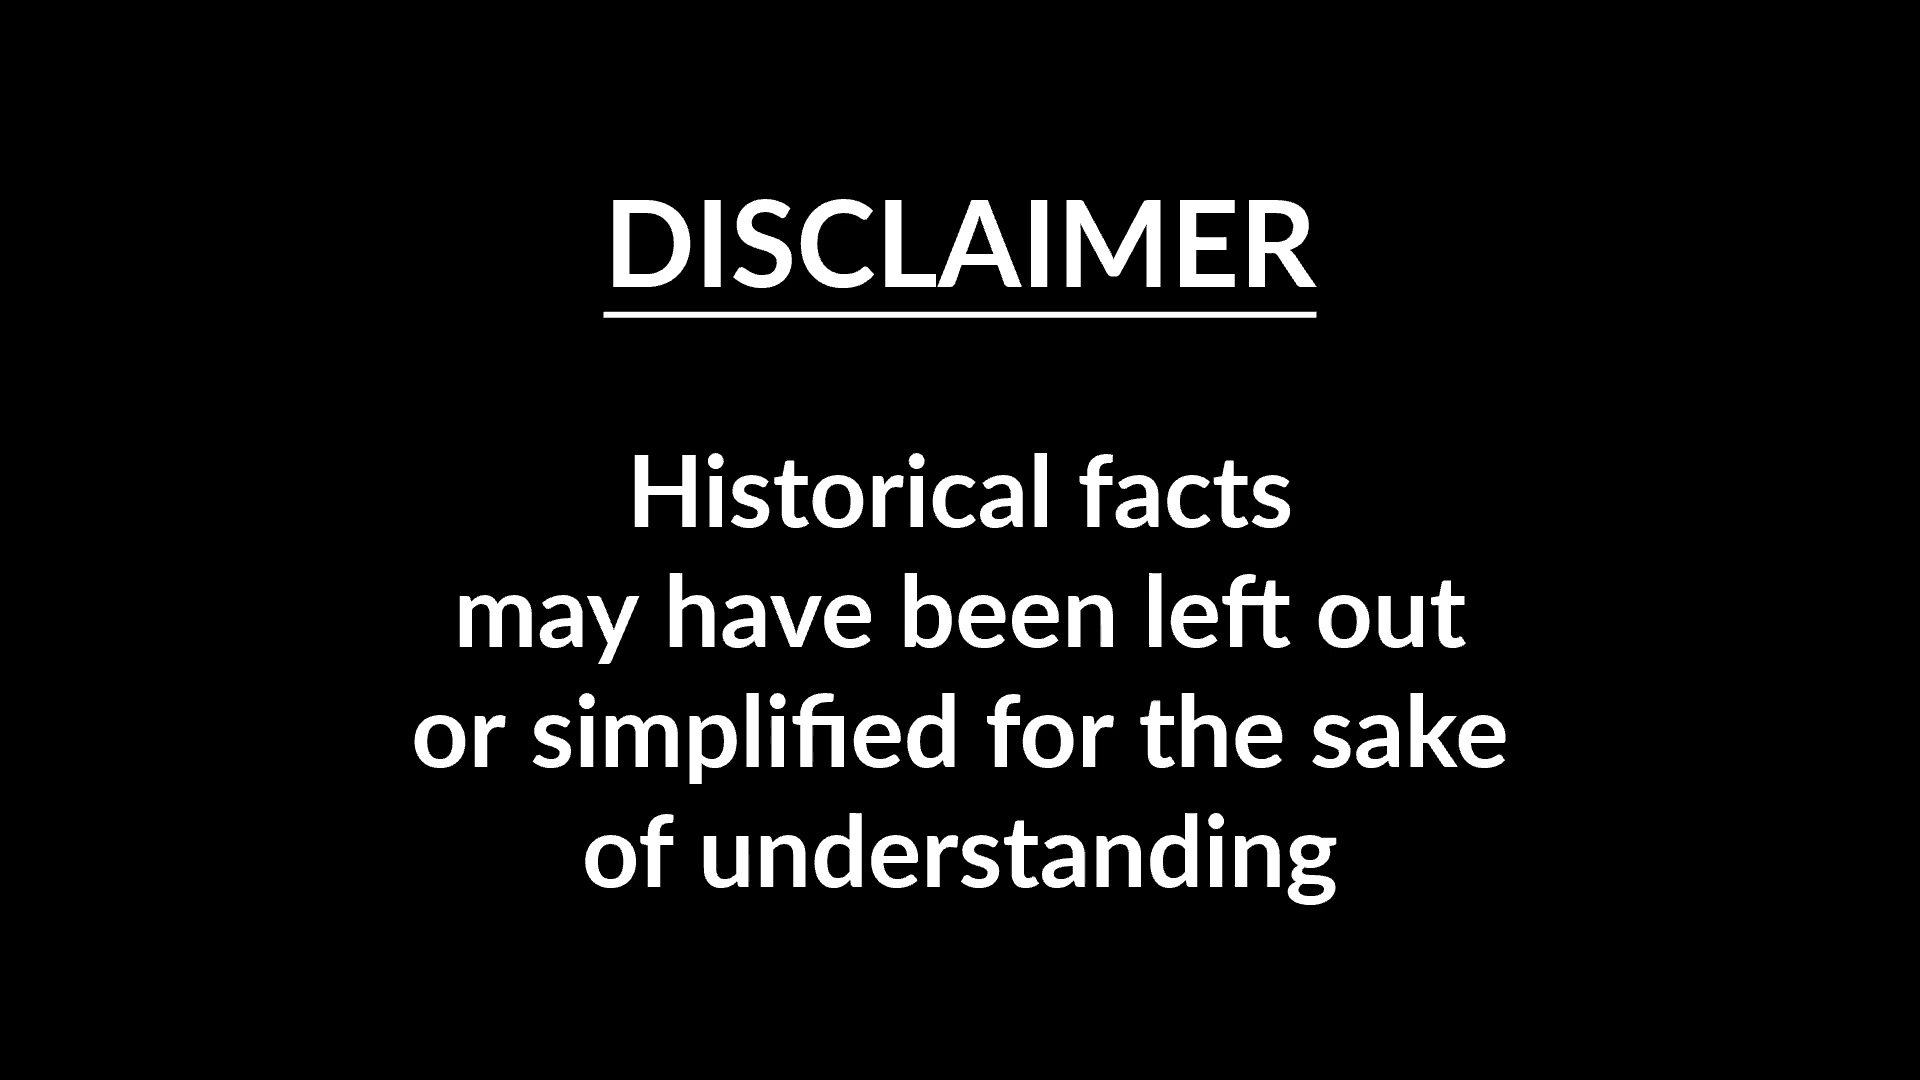 DISCLAIMER
Historical facts
may have been left out
or simplified for the sake
of understanding